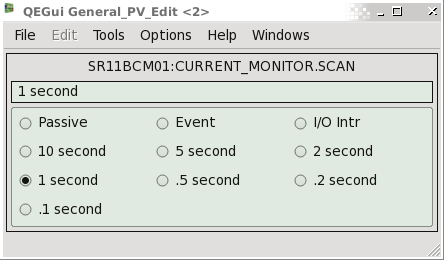 QEGui General_PV_Edit <2>
File Edit Tools Options Help Windows
SR11BCM01:CURRENT_MONITOR.SCAN
1 second
Passive Event I/O Intr
10 second 5 second 2 second
1 second .5 second .2 second
.1 second